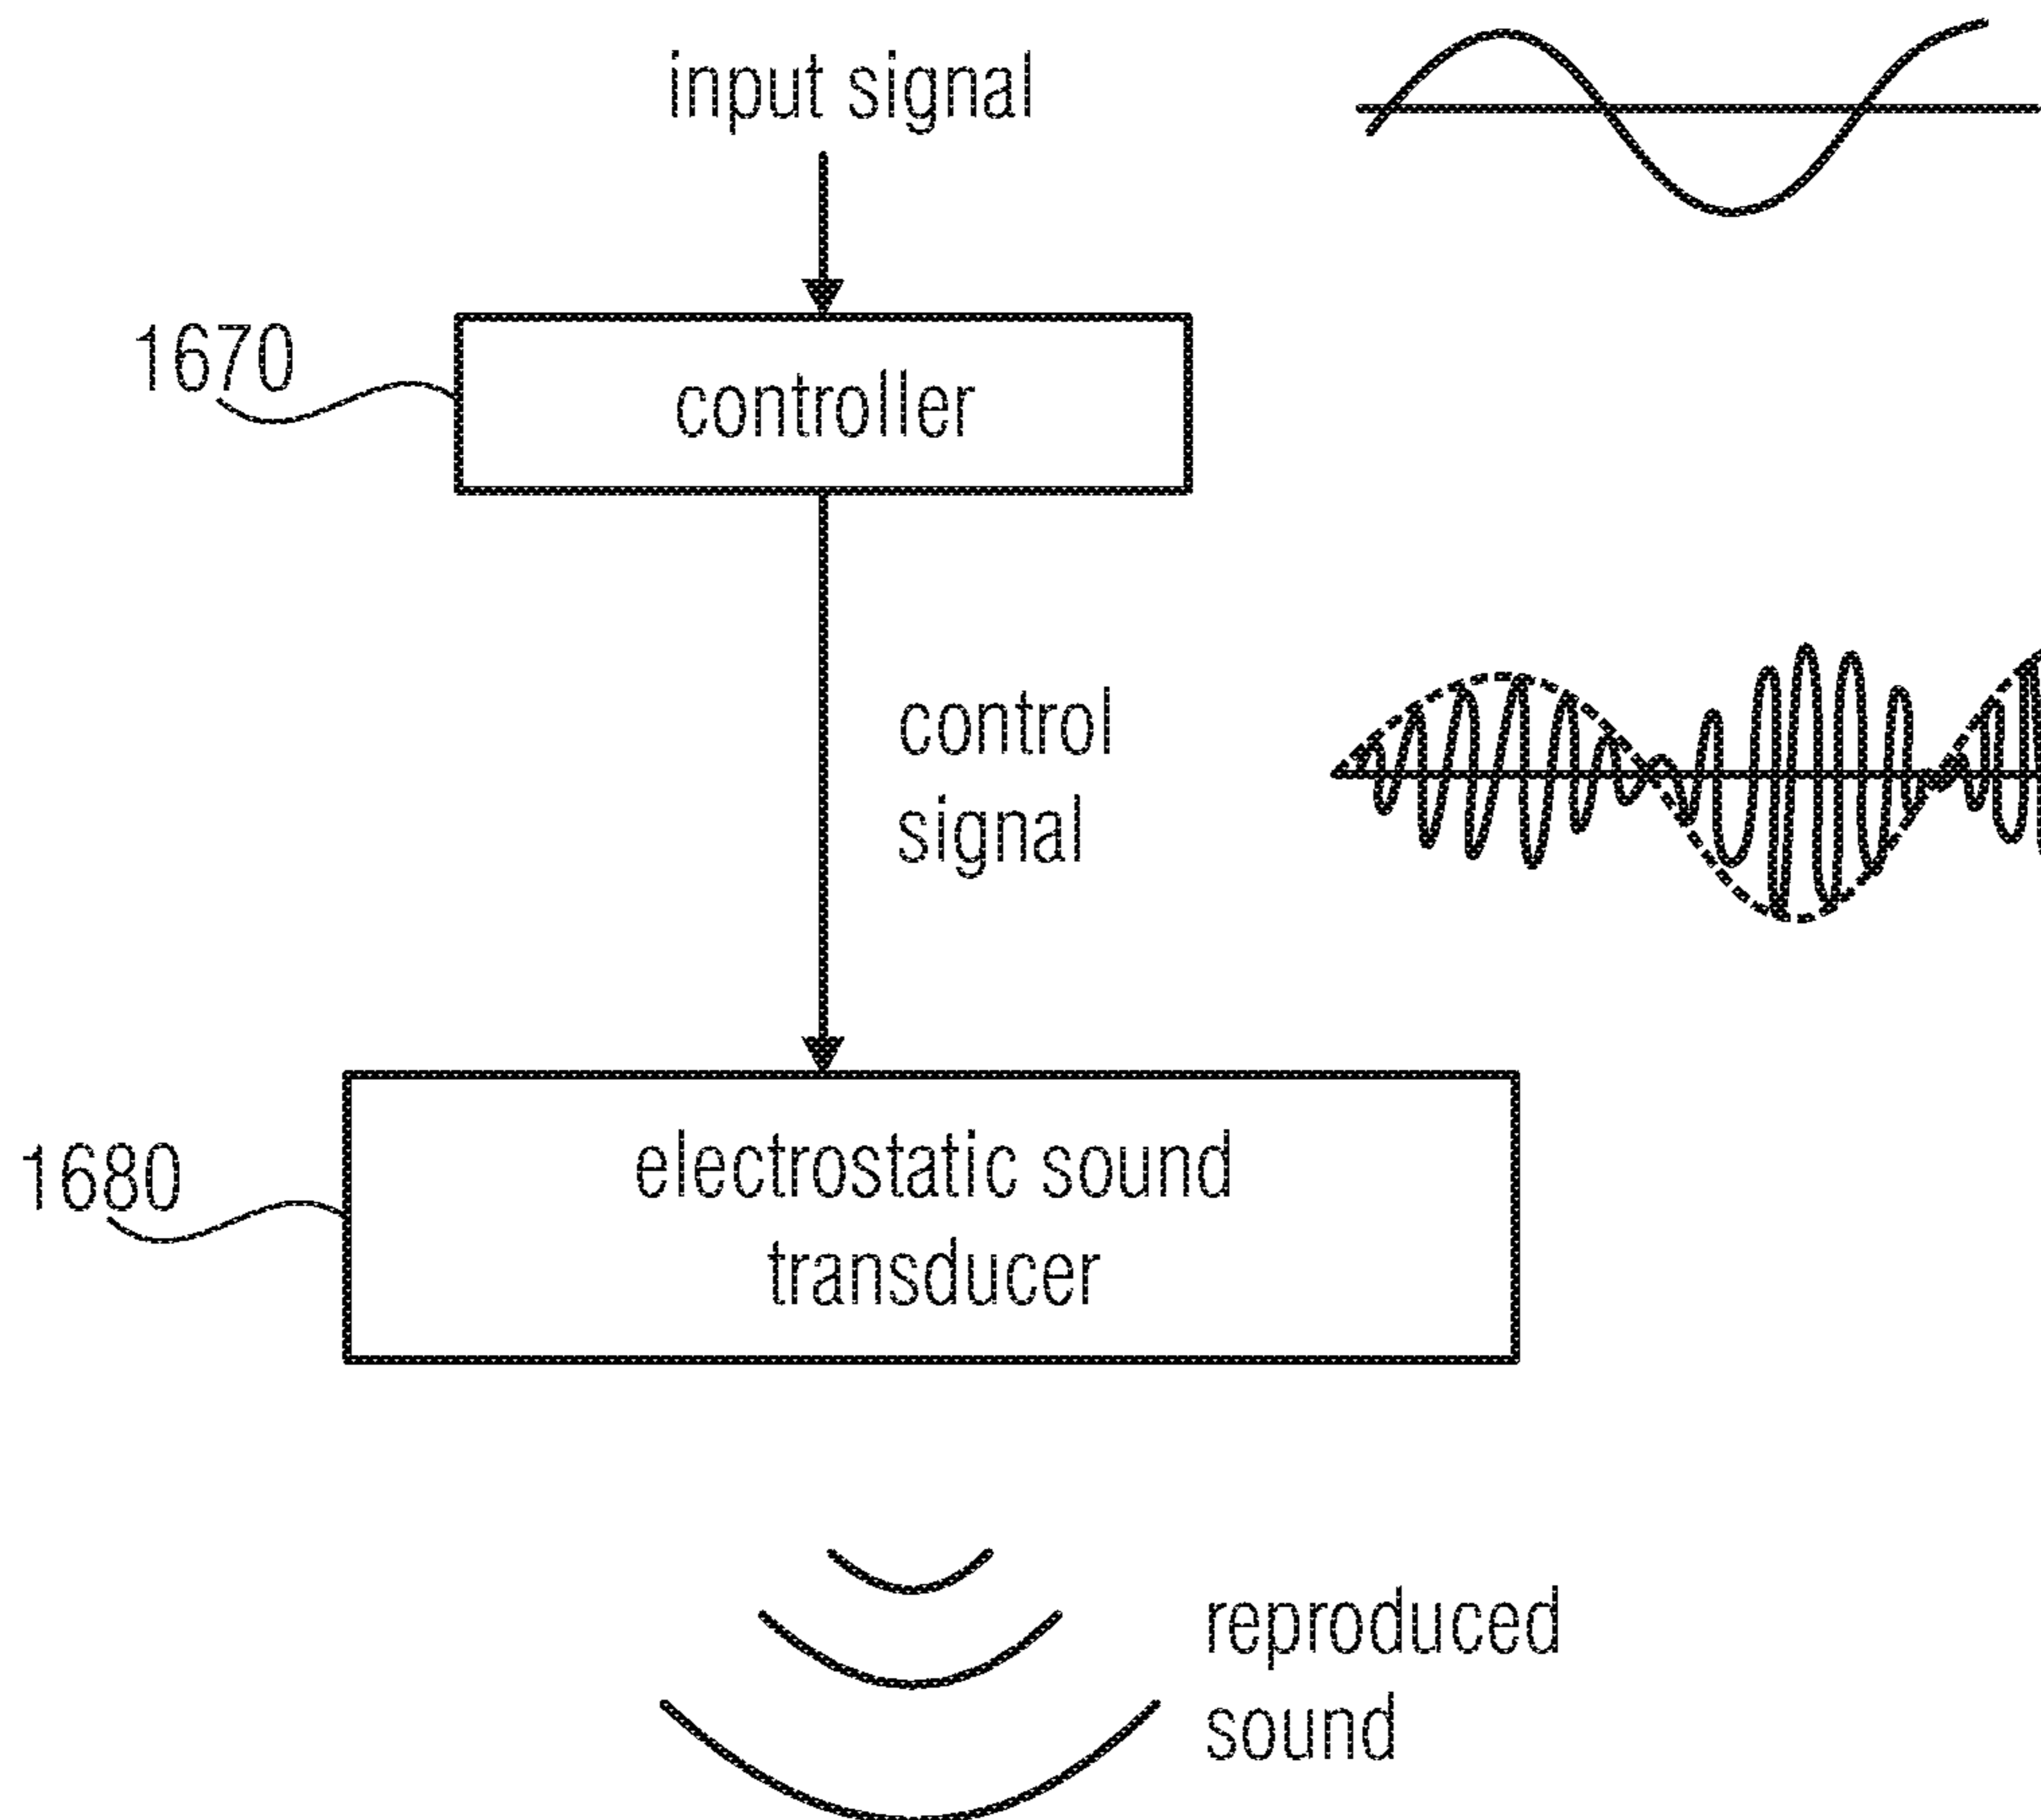 input signal
1670
controller
control
signal
1680
electrostatic sound
transducer
reproduced
sound